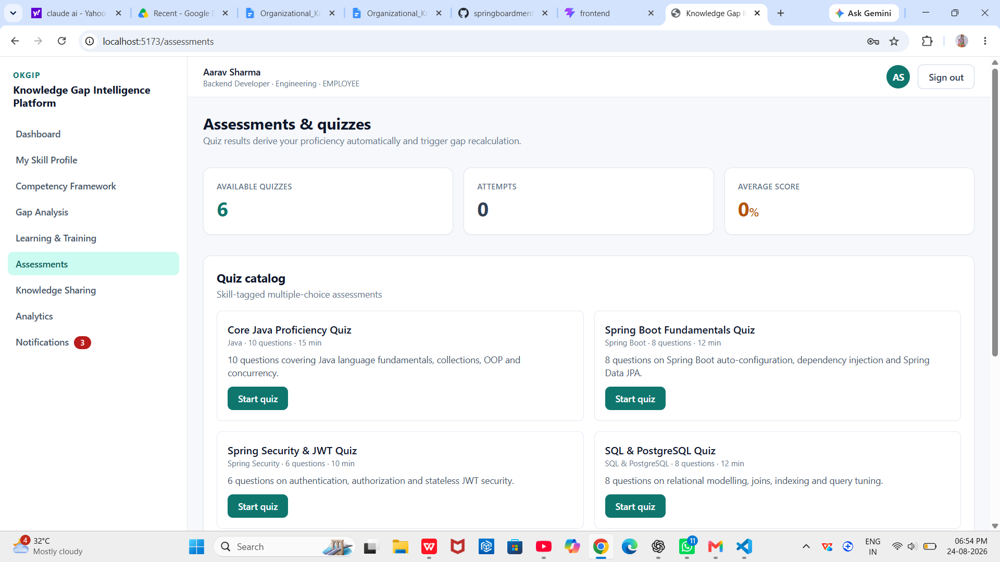 claude ai - Yahoo
Recent - Google
Organizational_K
Organizational_K
springboardment
frontend
Knowledge Gap
Ask Gemini
localhost:5173/assessments
OKGIP
Knowledge Gap Intelligence
Platform
Dashboard
My Skill Profile
Competency Framework
Gap Analysis
Learning & Training
Assessments
Knowledge Sharing
Analytics
Notifications 3
Aarav Sharma
Backend Developer · Engineering · EMPLOYEE
AS
Sign out
Assessments & quizzes
Quiz results derive your proficiency automatically and trigger gap recalculation.
AVAILABLE QUIZZES
6
ATTEMPTS
0
AVERAGE SCORE
0%
Quiz catalog
Skill-tagged multiple-choice assessments
Core Java Proficiency Quiz
Java · 10 questions · 15 min
10 questions covering Java language fundamentals, collections, OOP and
concurrency.
Start quiz
Spring Boot Fundamentals Quiz
Spring Boot · 8 questions · 12 min
8 questions on Spring Boot auto-configuration, dependency injection and Spring
Data JPA.
Start quiz
Spring Security & JWT Quiz
Spring Security · 6 questions · 10 min
6 questions on authentication, authorization and stateless JWT security.
Start quiz
SQL & PostgreSQL Quiz
SQL & PostgreSQL · 8 questions · 12 min
8 questions on relational modelling, joins, indexing and query tuning.
Start quiz
4
32°C
Mostly cloudy
Search
11
ENG
IN
06:54 PM
24-08-2026